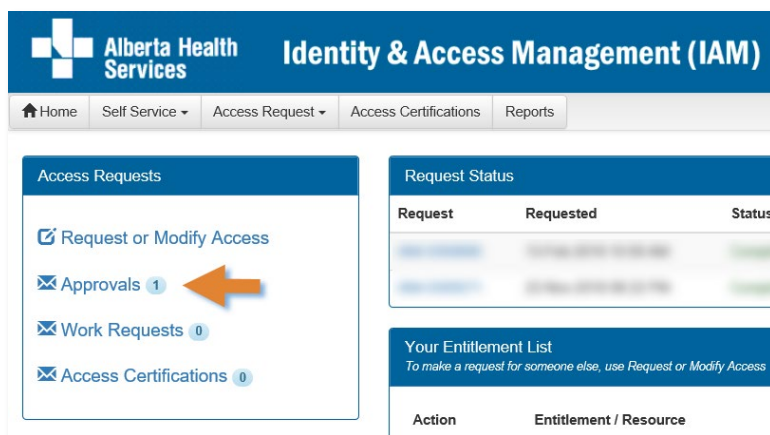 Alberta Health
Services
Identity & Access Management (IAM)
Home Self Service Access Request Access Certifications Reports
Access Requests
Request or Modify Access
Approvals 1
Work Requests 0
Access Certifications 0
Request Status
Request Requested Status
Your Entitlement List
To make a request for someone else, use Request or Modify Access
Action Entitlement / Resource